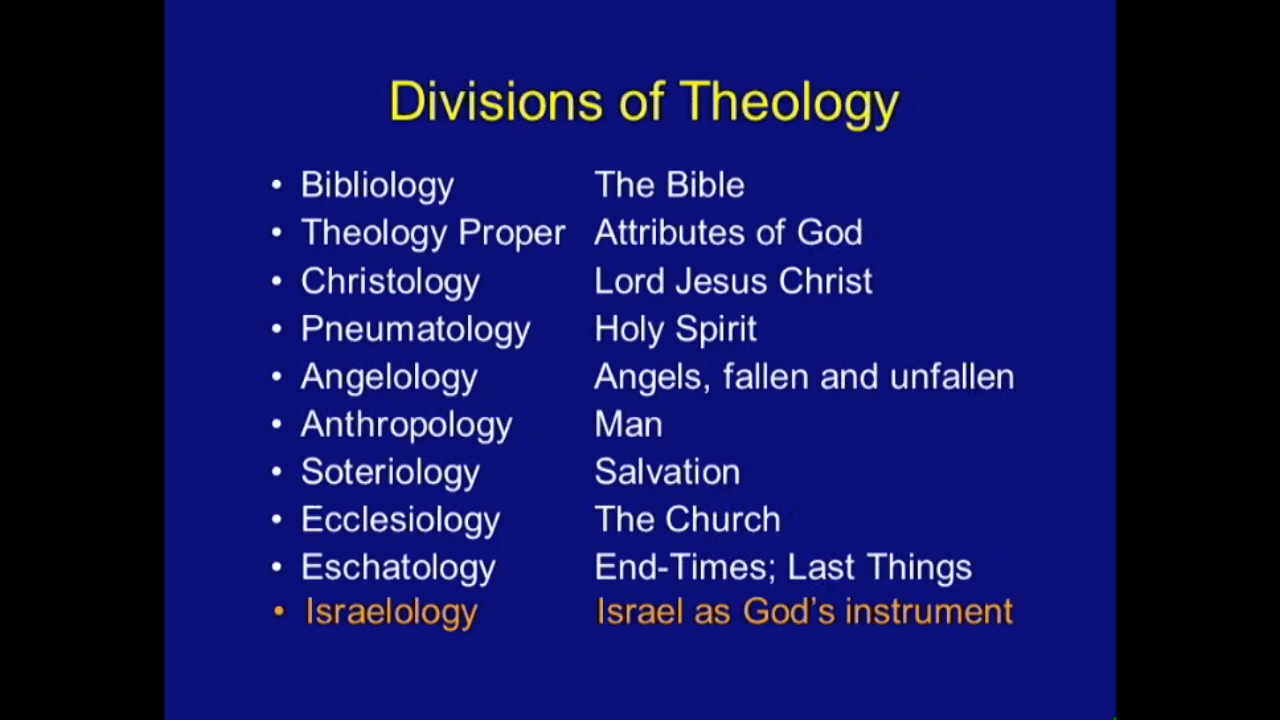 Divisions of Theology
• Bibliology The Bible
• Theology Proper Attributes of God
• Christology Lord Jesus Christ
• Pneumatology Holy Spirit
• Angelology Angels, fallen and unfallen
• Anthropology Man
• Soteriology Salvation
• Ecclesiology The Church
• Eschatology End-Times; Last Things
• Israelology Israel as God’s instrument